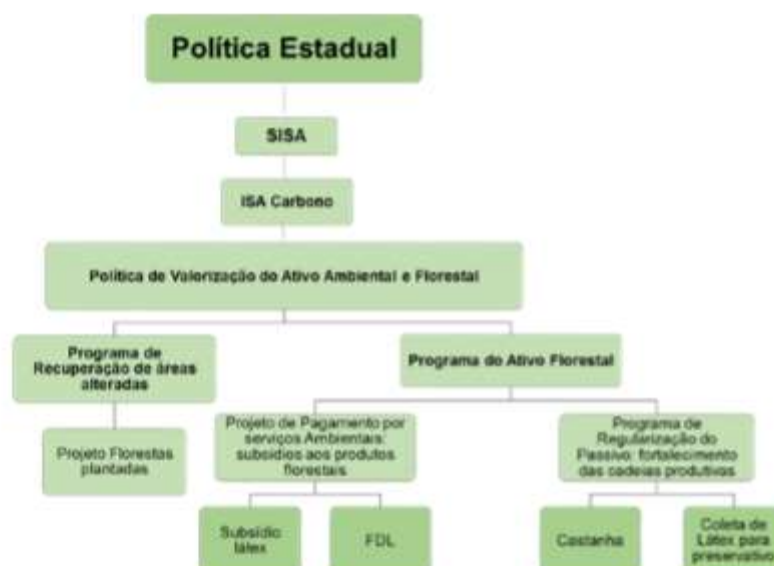 Política Estadual
SISA
ISA Carbono
Política de Valorização do Ativo Ambiental e Florestal
Programa de
Recuperação de áreas
alteradas
Programa do Ativo Florestal
Projeto Florestas
plantadas
Projeto de Pagamento por
serviços Ambientais:
subsídios aos produtos
florestais
Programa de
Regularização do
Passivo: fortalecimento
das cadeias produtivas
Subsídio
látex
FDL
Castanha
Coleta de
Látex para
preservativo